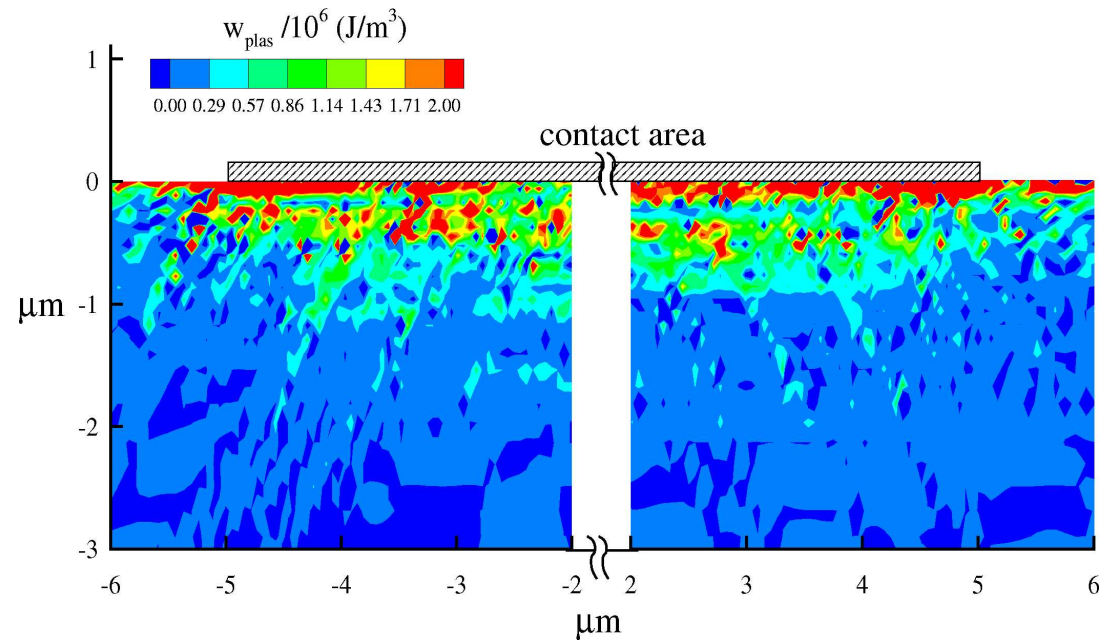 w_plas /10^6 (J/m^3)
0.00 0.29 0.57 0.86 1.14 1.43 1.71 2.00
contact area
1
0
-1
-2
-3
μm
-6 -5 -4 -3 -2 2 3 4 5 6
μm